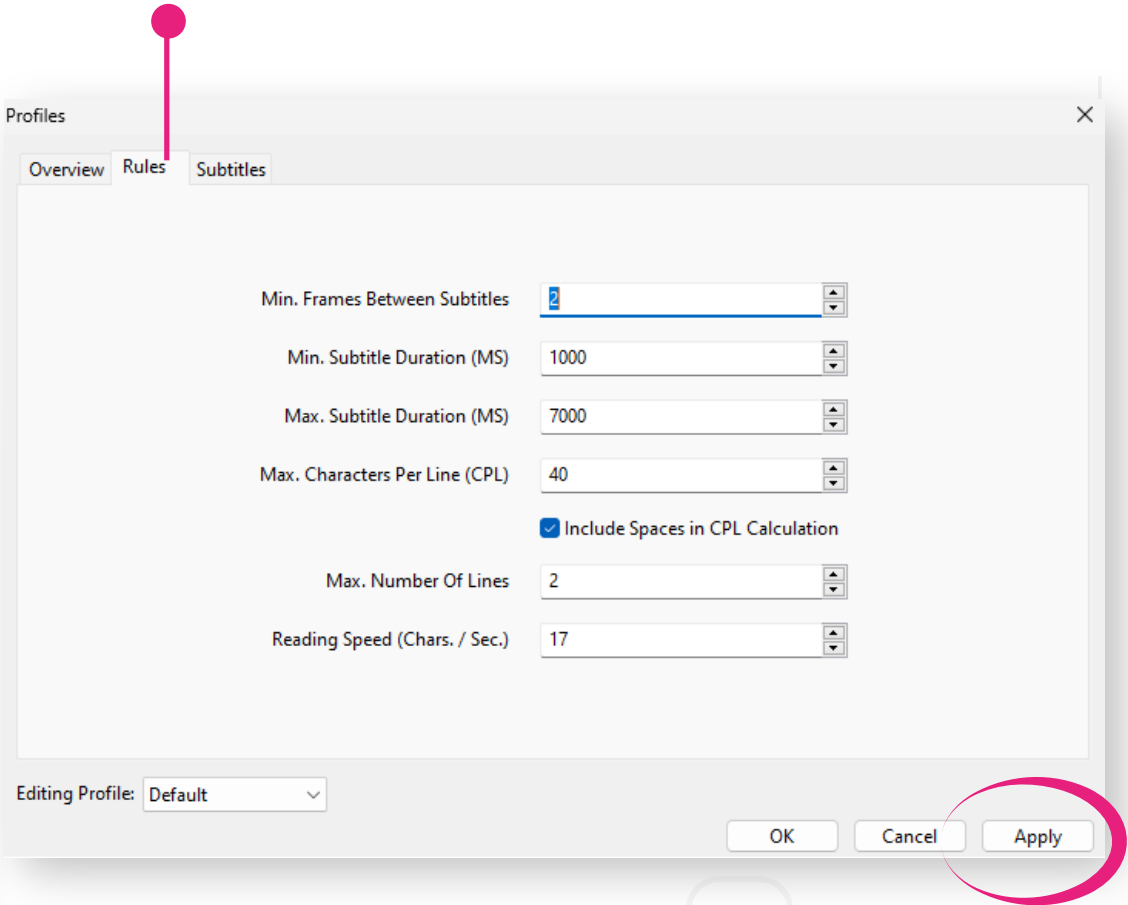 Profiles
Overview Rules Subtitles
Min. Frames Between Subtitles 2
Min. Subtitle Duration (MS) 1000
Max. Subtitle Duration (MS) 7000
Max. Characters Per Line (CPL) 40
Include Spaces in CPL Calculation
Max. Number Of Lines 2
Reading Speed (Chars. / Sec.) 17
Editing Profile: Default
OK Cancel Apply